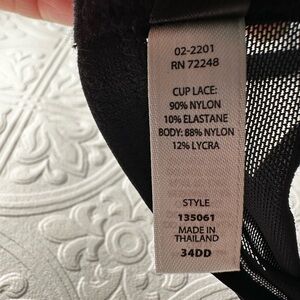 02-2201
RN 72248
CUP LACE:
90% NYLON
10% ELASTANE
BODY: 88% NYLON
12% LYCRA
STYLE
135061
MADE IN
THAILAND
34DD